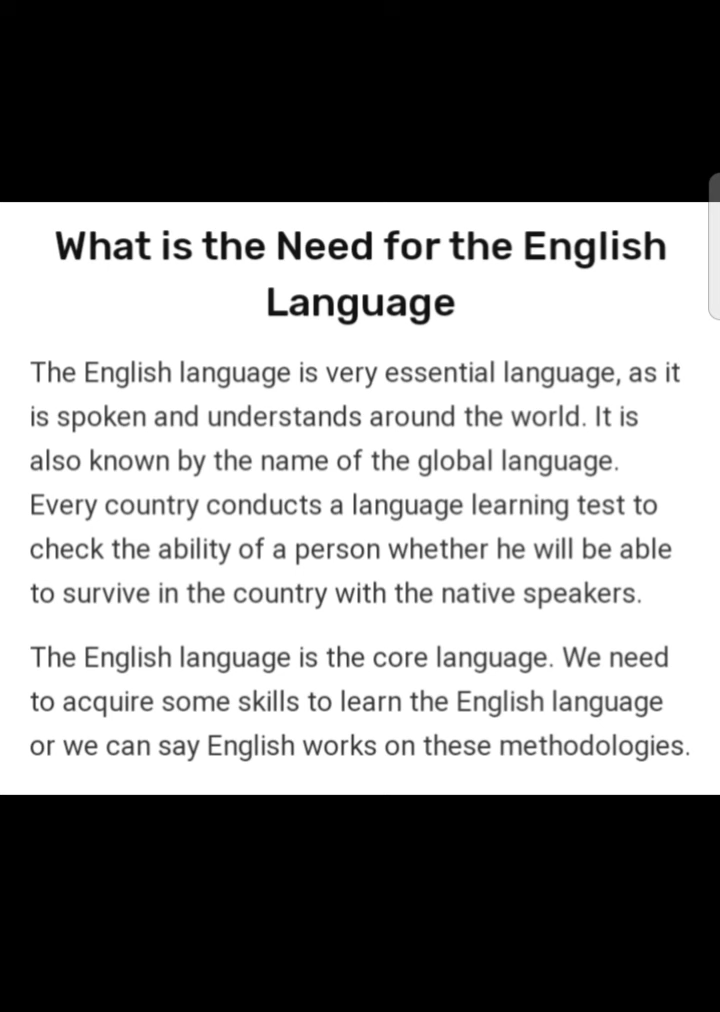 What is the Need for the English
Language
The English language is very essential language, as it
is spoken and understands around the world. It is
also known by the name of the global language.
Every country conducts a language learning test to
check the ability of a person whether he will be able
to survive in the country with the native speakers.
The English language is the core language. We need
to acquire some skills to learn the English language
or we can say English works on these methodologies.